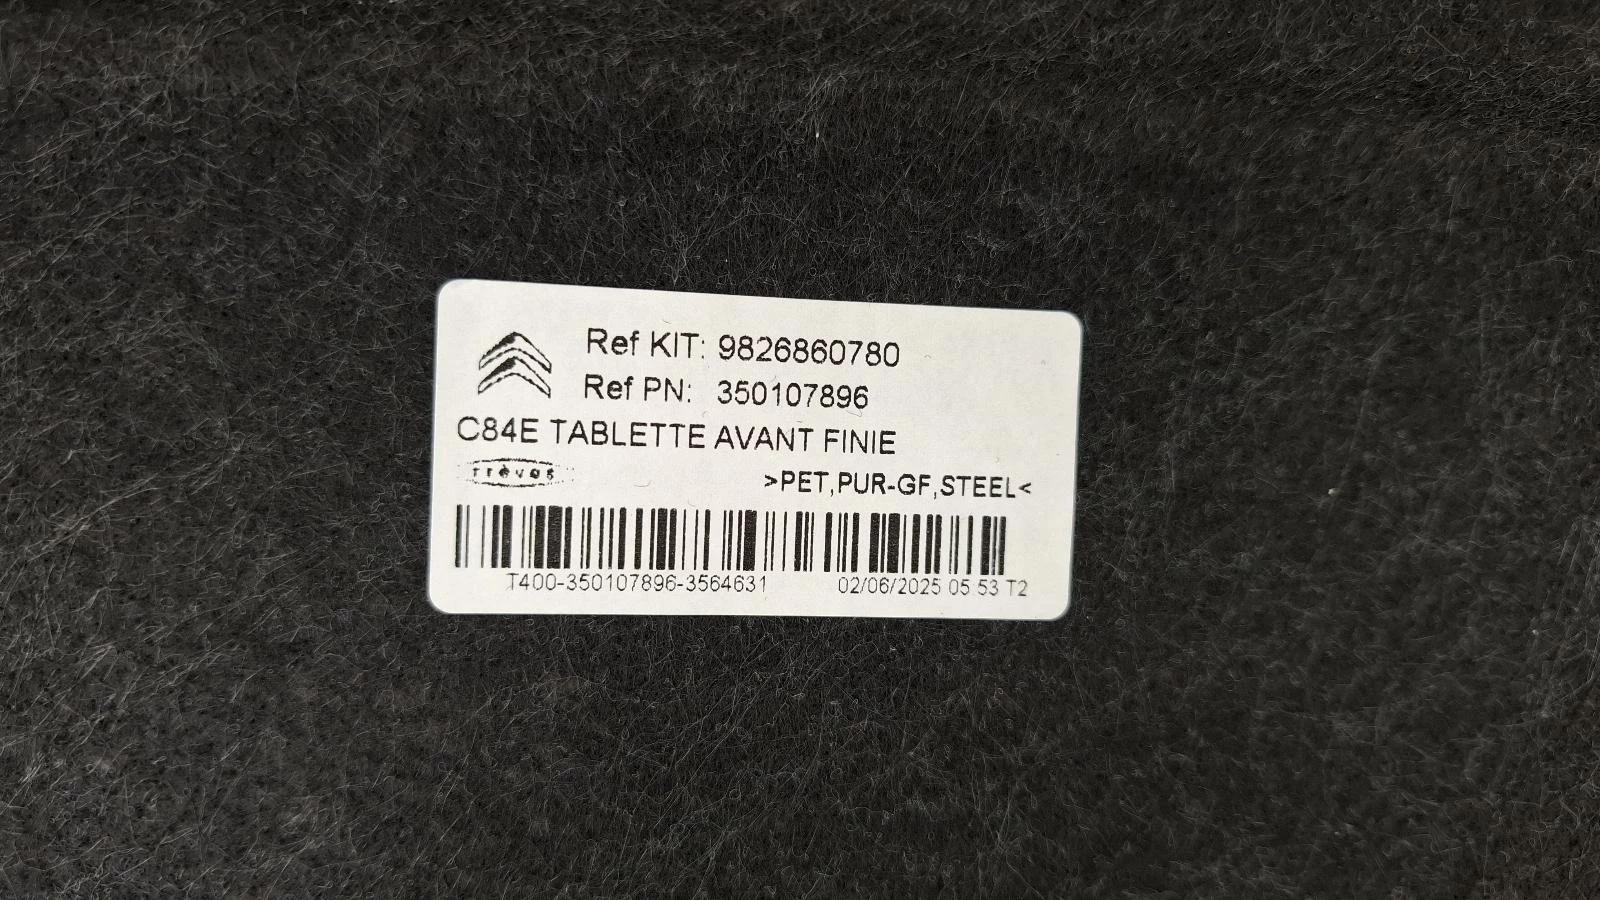 Ref KIT: 9826860780
Ref PN: 350107896
C84E TABLETTE AVANT FINIE
trèves
>PET,PUR-GF,STEEL<
T400-350107896-3564631 02/06/2025 05 53 T2